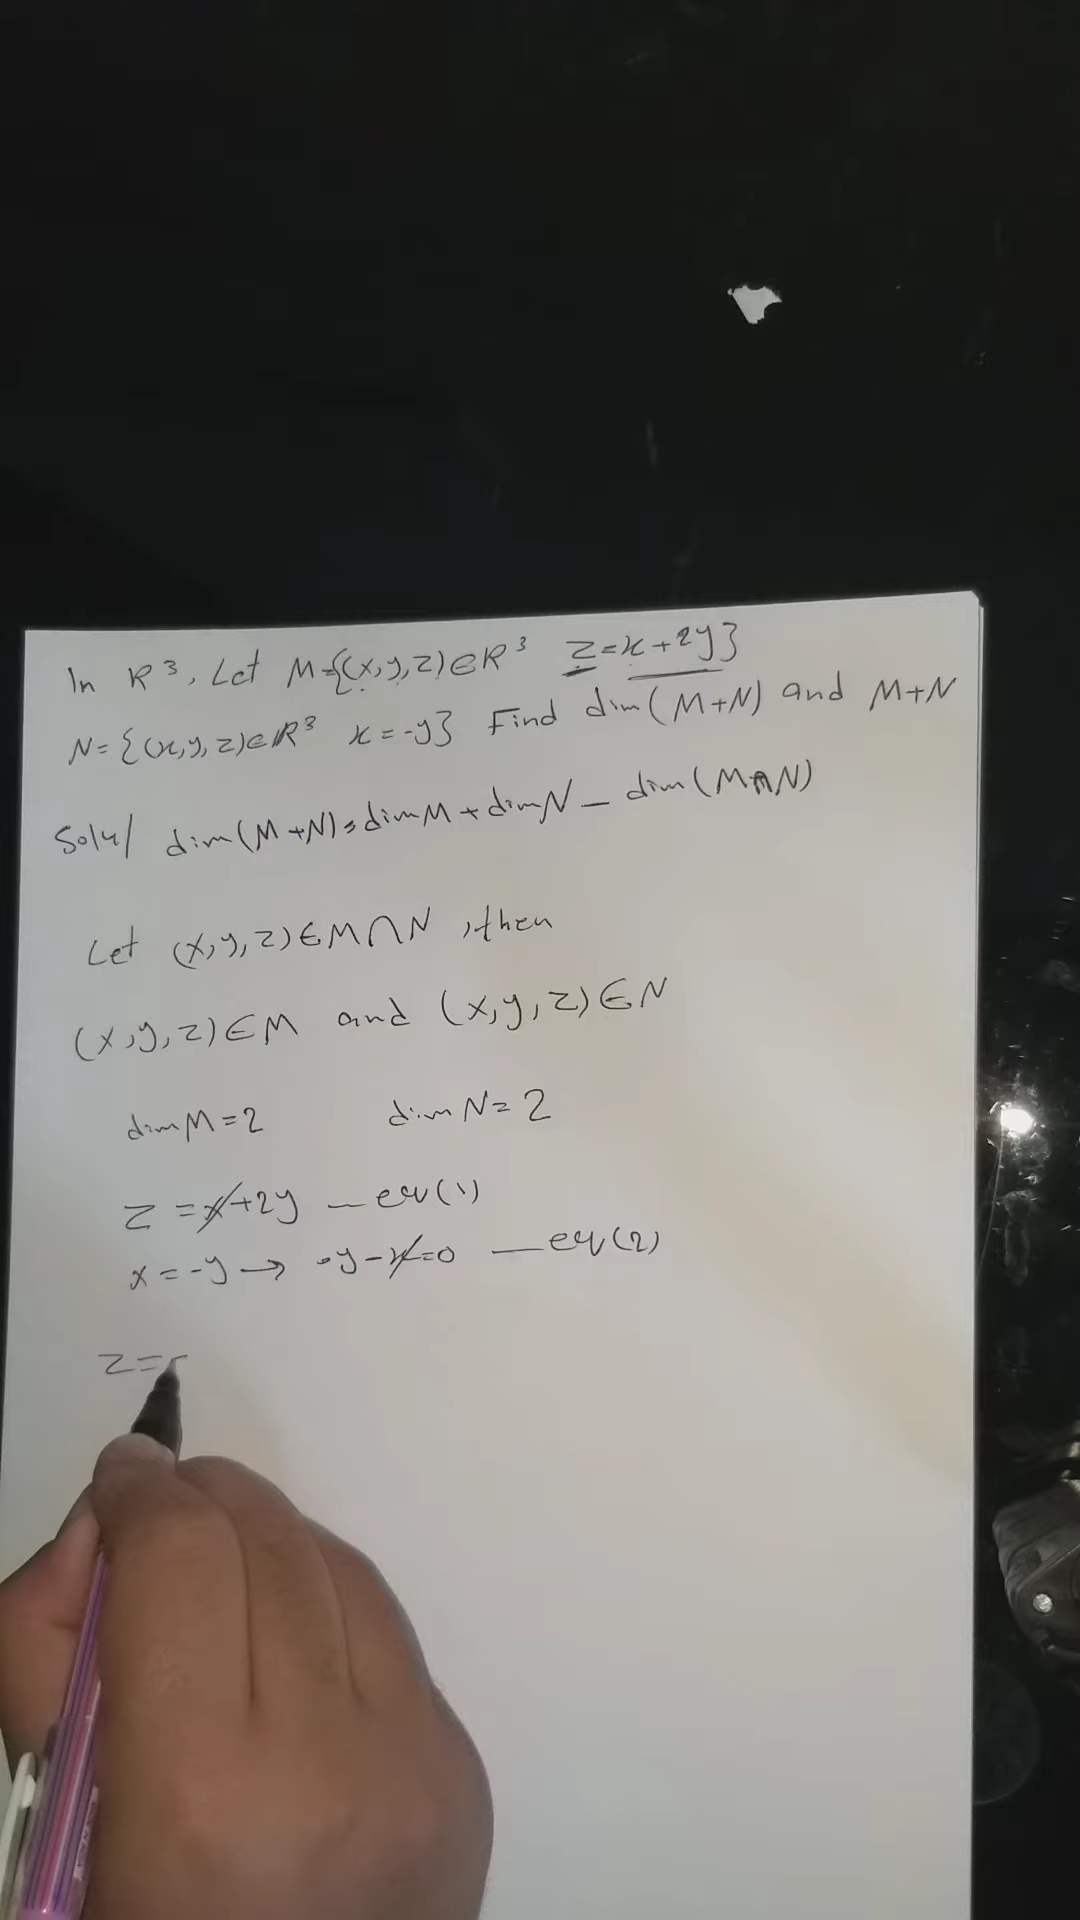 In R³, Let M={(x,y,z)∈R³ z=x+2y}
N={(x,y,z)∈R³ x=-y} Find dim(M+N) and M+N
Sol4/ dim(M+N)=dimM+dimN-dim(M∩N)
Let (x,y,z)∈M∩N, then
(x,y,z)∈M and (x,y,z)∈N
dimM=2 dimN=2
z=x+2y —eq(1)
x=-y→ -y-x=0 —eq(2)
z=